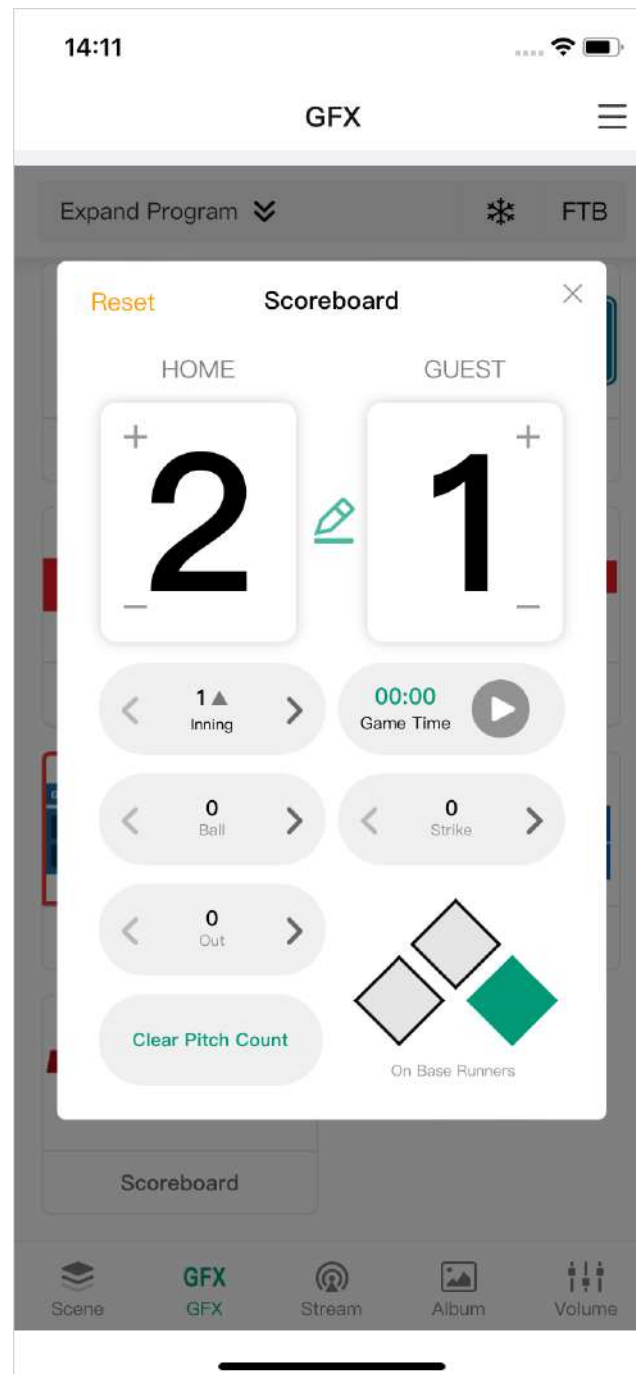 14:11
GFX
Expand Program FTB
Reset Scoreboard
HOME GUEST
+ +
2 1
− −
1▲ 00:00
Inning Game Time
0 0
Ball Strike
0
Out
Clear Pitch Count
On Base Runners
Scoreboard
GFX
Scene GFX Stream Album Volume